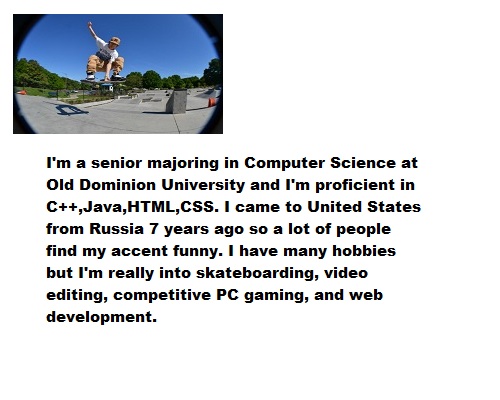 I'm a senior majoring in Computer Science at
Old Dominion University and I'm proficient in
C++,Java,HTML,CSS. I came to United States
from Russia 7 years ago so a lot of people
find my accent funny. I have many hobbies
but I'm really into skateboarding, video
editing, competitive PC gaming, and web
development.